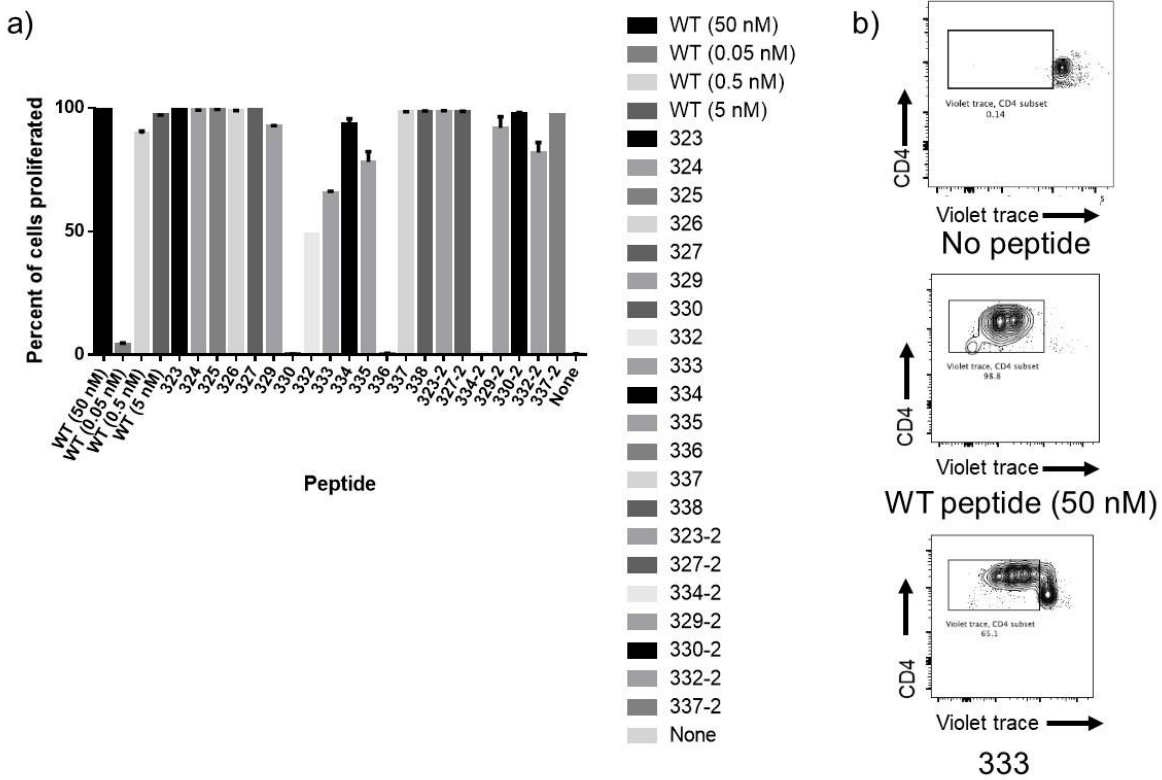 a)
Percent of cells proliferated
100
50
0
WT (50 nM)
WT (0.05 nM)
WT (0.5 nM)
WT (5 nM)
323
324
325
326
327
329
330
332
333
334
335
336
337
338
323-2
327-2
334-2
329-2
330-2
332-2
337-2
None
Peptide
WT (50 nM)
WT (0.05 nM)
WT (0.5 nM)
WT (5 nM)
323
324
325
326
327
329
330
332
333
334
335
336
337
338
323-2
327-2
334-2
329-2
330-2
332-2
337-2
None
b)
Violet trace, CD4 subset
0.14
CD4
5
Violet trace
No peptide
Violet trace, CD4 subset
98.8
CD4
Violet trace
WT peptide (50 nM)
Violet trace, CD4 subset
65.1
CD4
Violet trace
333